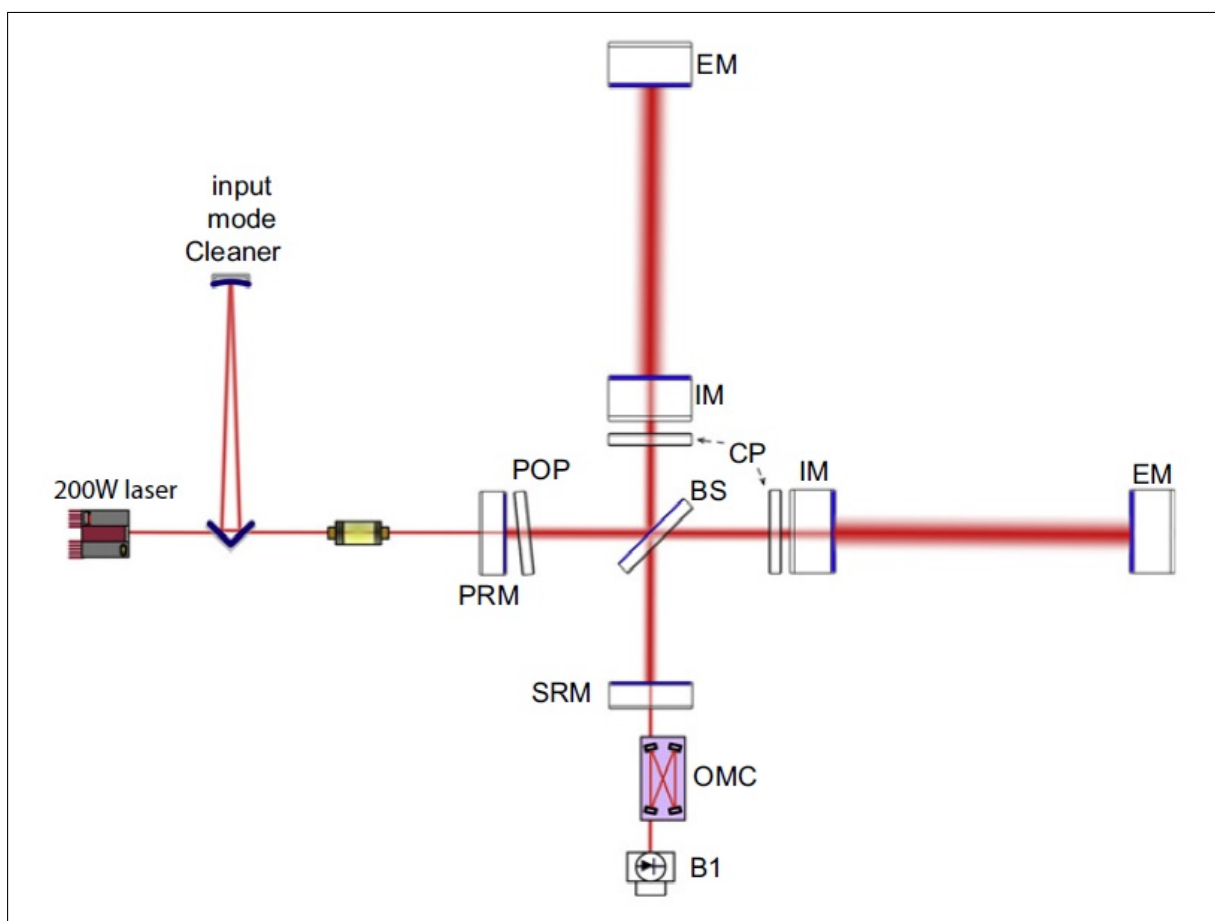 EM
input
mode
Cleaner
IM
CP
POP
IM
EM
200W laser
BS
PRM
SRM
OMC
B1